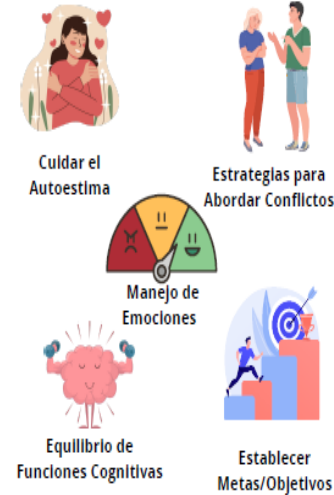 Cuidar el
Autoestima
Estrategias para
Abordar Conflictos
Manejo de
Emociones
Equilibrio de
Funciones Cognitivas
Establecer
Metas/Objetivos